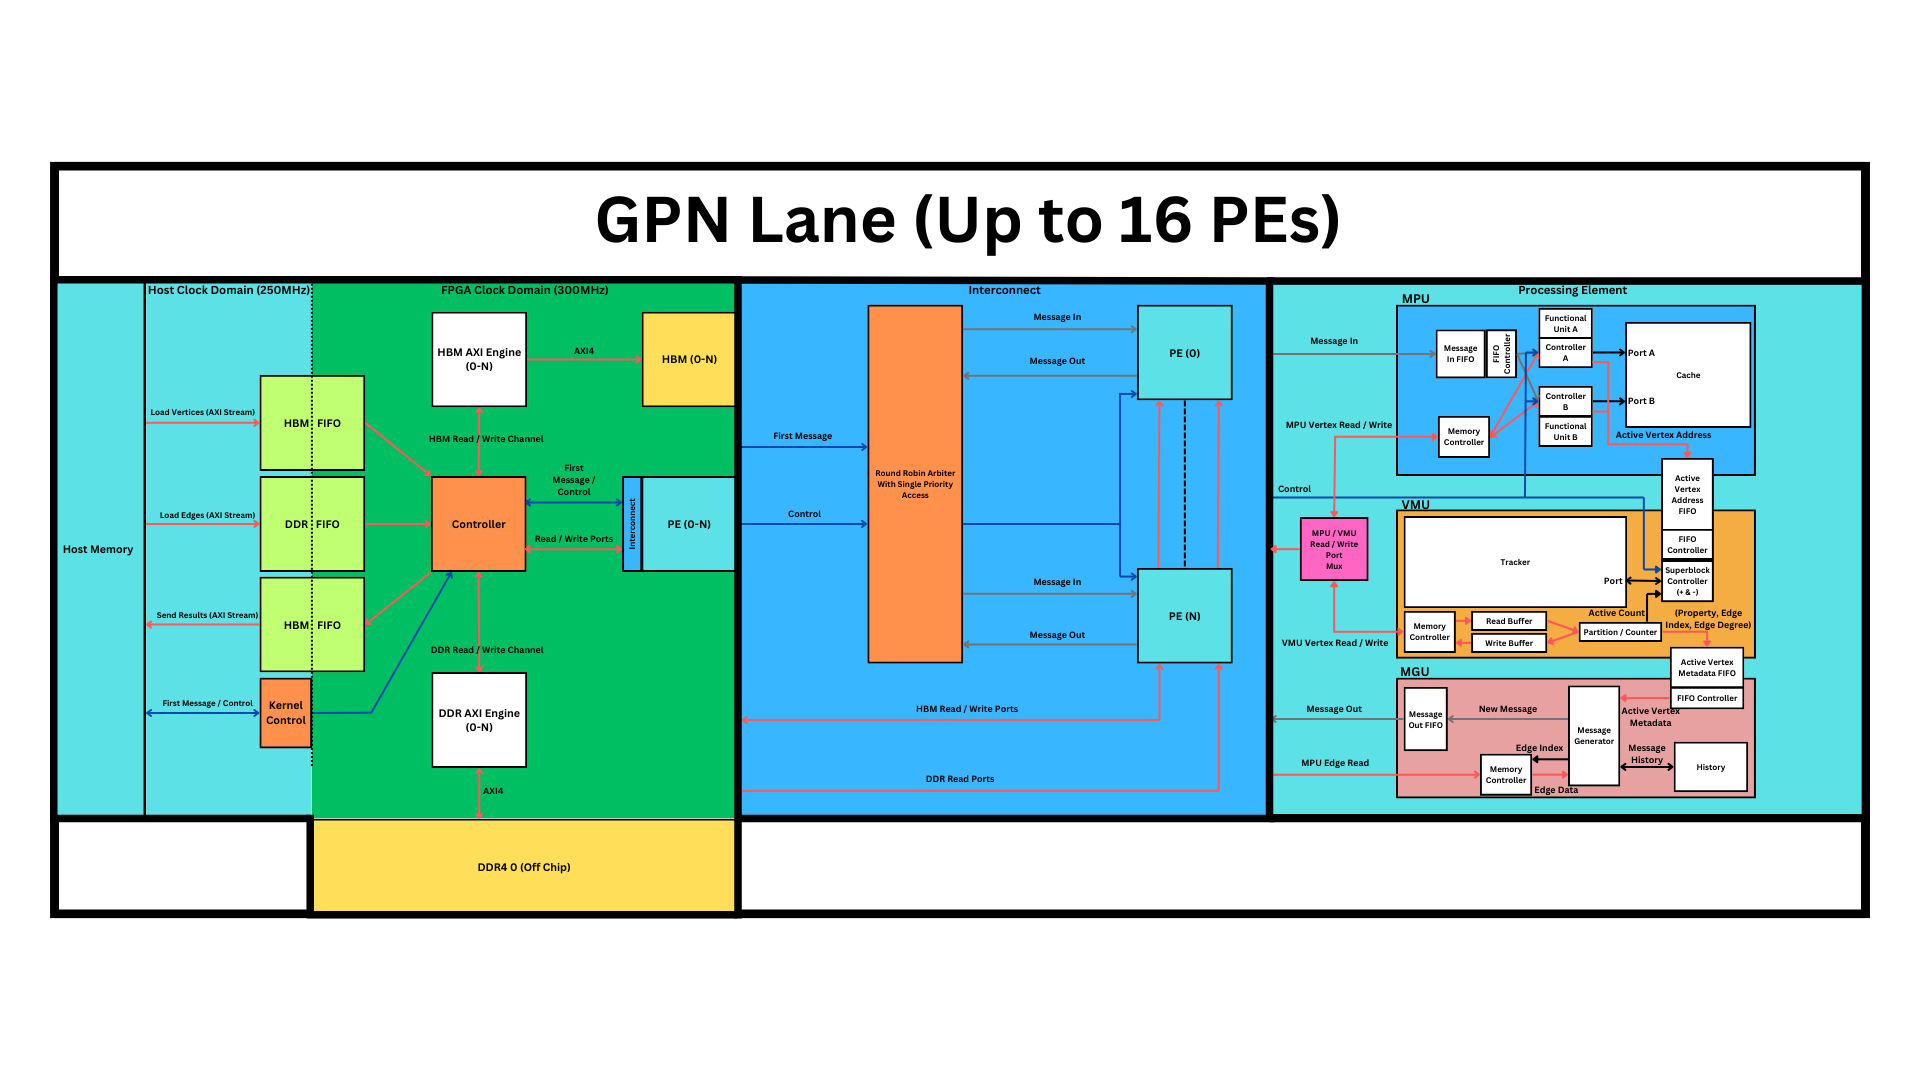 GPN Lane (Up to 16 PEs)
Host Memory
Host Clock Domain (250MHz)
Load Vertices (AXI Stream)
HBM FIFO
Load Edges (AXI Stream)
DDR FIFO
Send Results (AXI Stream)
HBM FIFO
First Message / Control
Kernel
Control
FPGA Clock Domain (300MHz)
HBM AXI Engine
(0-N)
AXI4
HBM (0-N)
HBM Read / Write Channel
First
Message /
Control
Controller
Interconnect
PE (0-N)
Read / Write Ports
DDR Read / Write Channel
DDR AXI Engine
(0-N)
AXI4
DDR4 0 (Off Chip)
Interconnect
First Message
Control
Round Robin Arbiter
With Single Priority
Access
Message In
Message Out
PE (0)
Message In
Message Out
PE (N)
HBM Read / Write Ports
DDR Read Ports
Processing Element
MPU
Message In
Message
In FIFO
FIFO
Controller
Functional
Unit A
Controller
A
Port A
Cache
Controller
B
Port B
Functional
Unit B
MPU Vertex Read / Write
Memory
Controller
Active Vertex Address
Control
Active
Vertex
Address
FIFO
FIFO
Controller
VMU
MPU / VMU
Read / Write
Port
Mux
Tracker
Port
Superblock
Controller
(+ & -)
Active Count
(Property, Edge
Index, Edge Degree)
Memory
Controller
Read Buffer
Write Buffer
Partition / Counter
VMU Vertex Read / Write
MGU
Active Vertex
Metadata FIFO
FIFO Controller
Message Out
Message
Out FIFO
New Message
Message
Generator
Active Vertex
Metadata
Edge Index
Message
History
History
MPU Edge Read
Memory
Controller
Edge Data